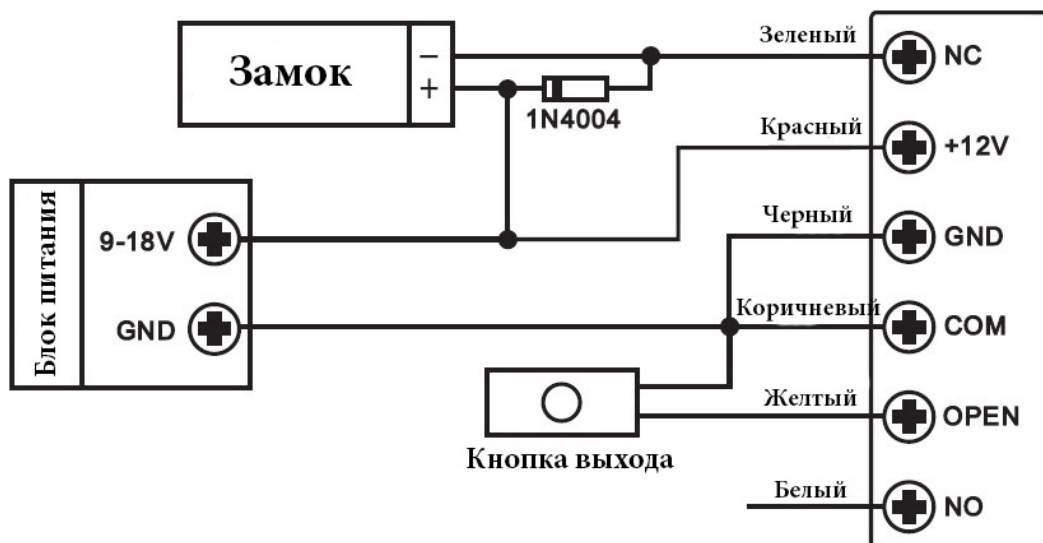 Зеленый
NC
Замок
−
+
1N4004
Красный
+12V
Блок питания
9-18V
Черный
GND
GND
Коричневый
COM
Желтый
OPEN
Кнопка выхода
Белый
NO